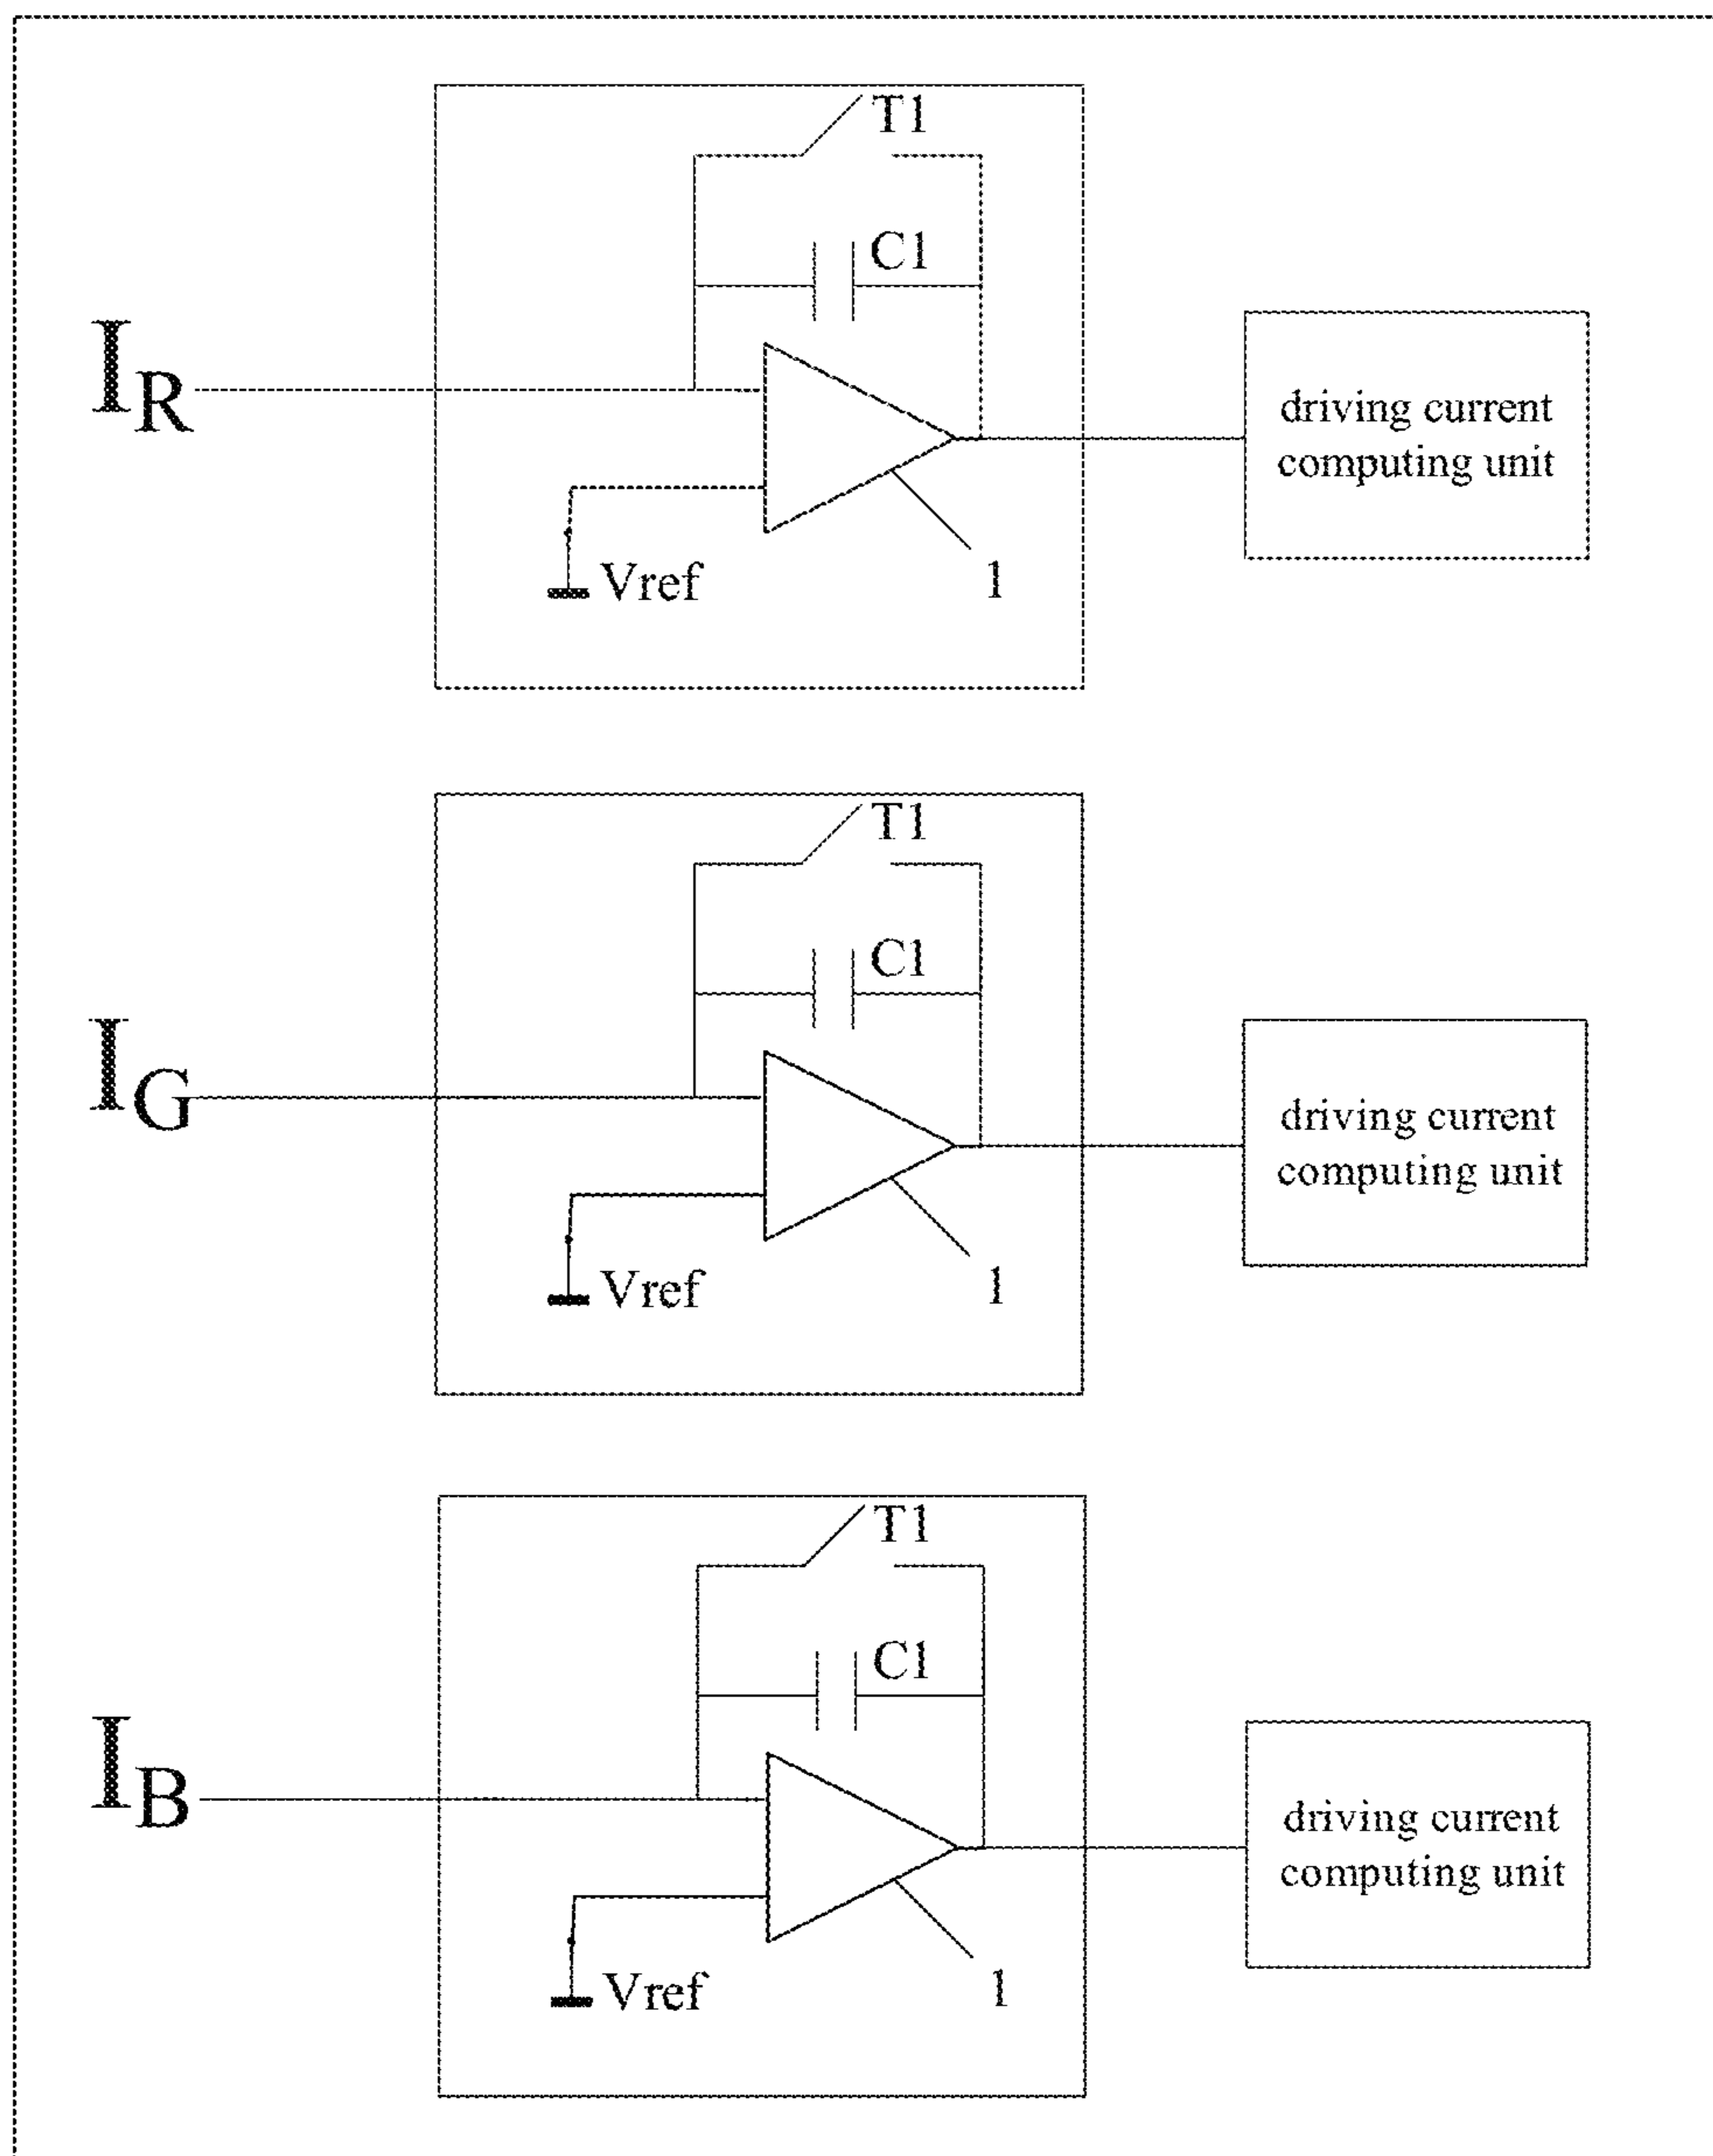 T1
C1
IR
driving current
computing unit
Vref
1
T1
C1
IG
driving current
computing unit
Vref
1
T1
C1
IB
driving current
computing unit
Vref
1